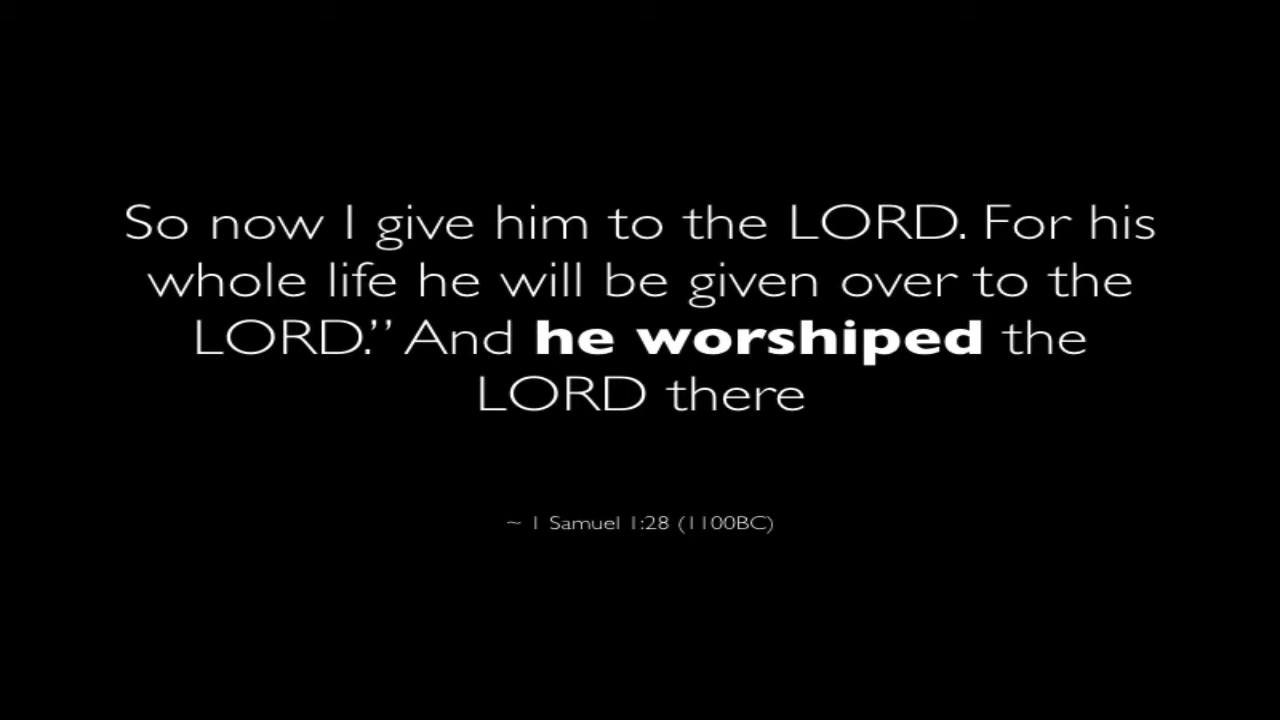 So now I give him to the LORD. For his
whole life he will be given over to the
LORD.” And he worshiped the
LORD there
~ 1 Samuel 1:28 (1100BC)